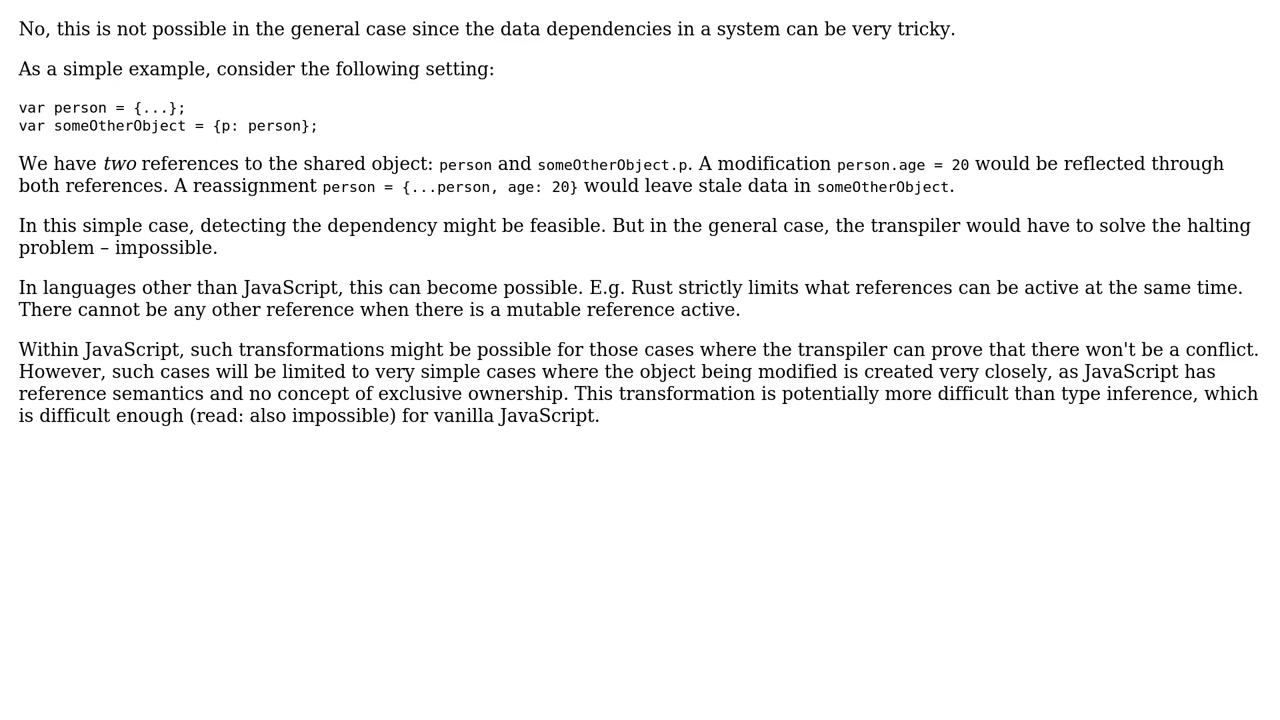 No, this is not possible in the general case since the data dependencies in a system can be very tricky.
As a simple example, consider the following setting:
var person = {...};
var someOtherObject = {p: person};
We have two references to the shared object: person and someOtherObject.p. A modification person.age = 20 would be reflected through
both references. A reassignment person = {...person, age: 20} would leave stale data in someOtherObject.
In this simple case, detecting the dependency might be feasible. But in the general case, the transpiler would have to solve the halting
problem – impossible.
In languages other than JavaScript, this can become possible. E.g. Rust strictly limits what references can be active at the same time.
There cannot be any other reference when there is a mutable reference active.
Within JavaScript, such transformations might be possible for those cases where the transpiler can prove that there won't be a conflict.
However, such cases will be limited to very simple cases where the object being modified is created very closely, as JavaScript has
reference semantics and no concept of exclusive ownership. This transformation is potentially more difficult than type inference, which
is difficult enough (read: also impossible) for vanilla JavaScript.